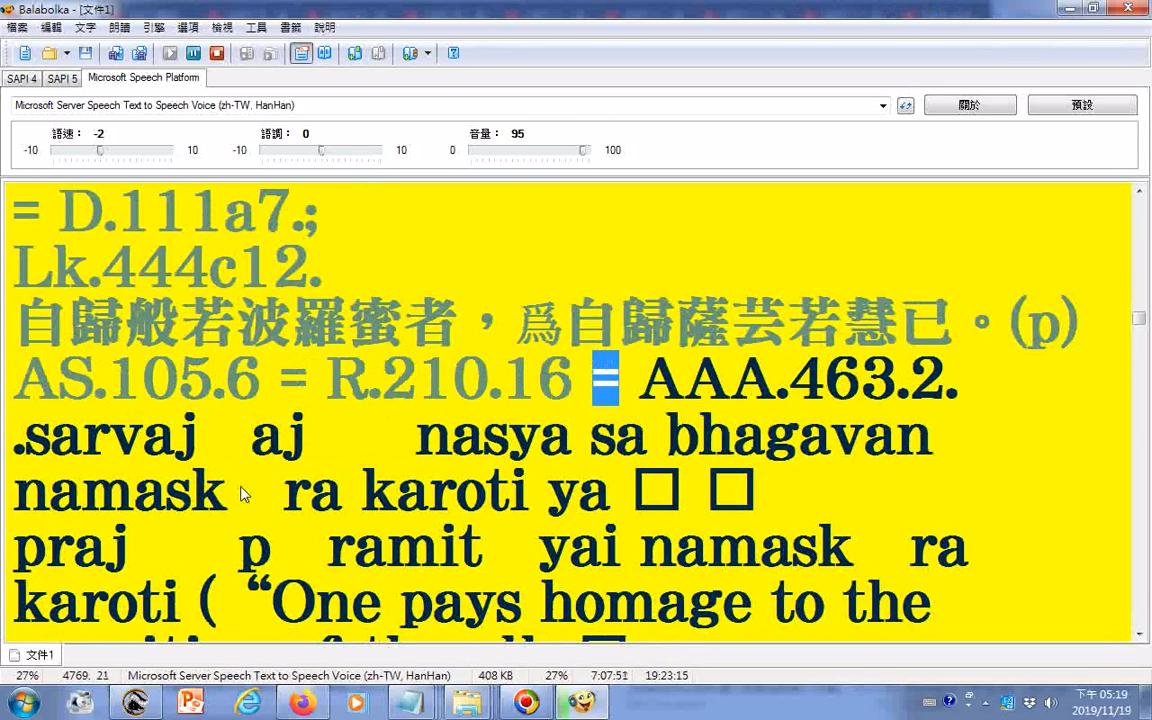 Balabolka - [文件1]
檔案 編輯 文字 朗讀 引擎 選項 檢視 工具 書籤 說明
SAPI 4 SAPI 5 Microsoft Speech Platform
Microsoft Server Speech Text to Speech Voice (zh-TW, HanHan) 關於 預設
語速： -2 語調： 0 音量： 95
-10 10 -10 10 0 100
= D.111a7.;
Lk.444c12.
自歸般若波羅蜜者，爲自歸薩芸若慧已。(p)
AS.105.6 = R.210.16 = AAA.463.2.
.sarvaj aj nasya sa bhagavan
namask ra karoti ya □ □
praj p ramit yai namask ra
karoti ( “One pays homage to the
文件1
27% 4769. 21 Microsoft Server Speech Text to Speech Voice (zh-TW, HanHan) 408 KB 27% 7:07:51 19:23:15
下午 05:19
2019/11/19